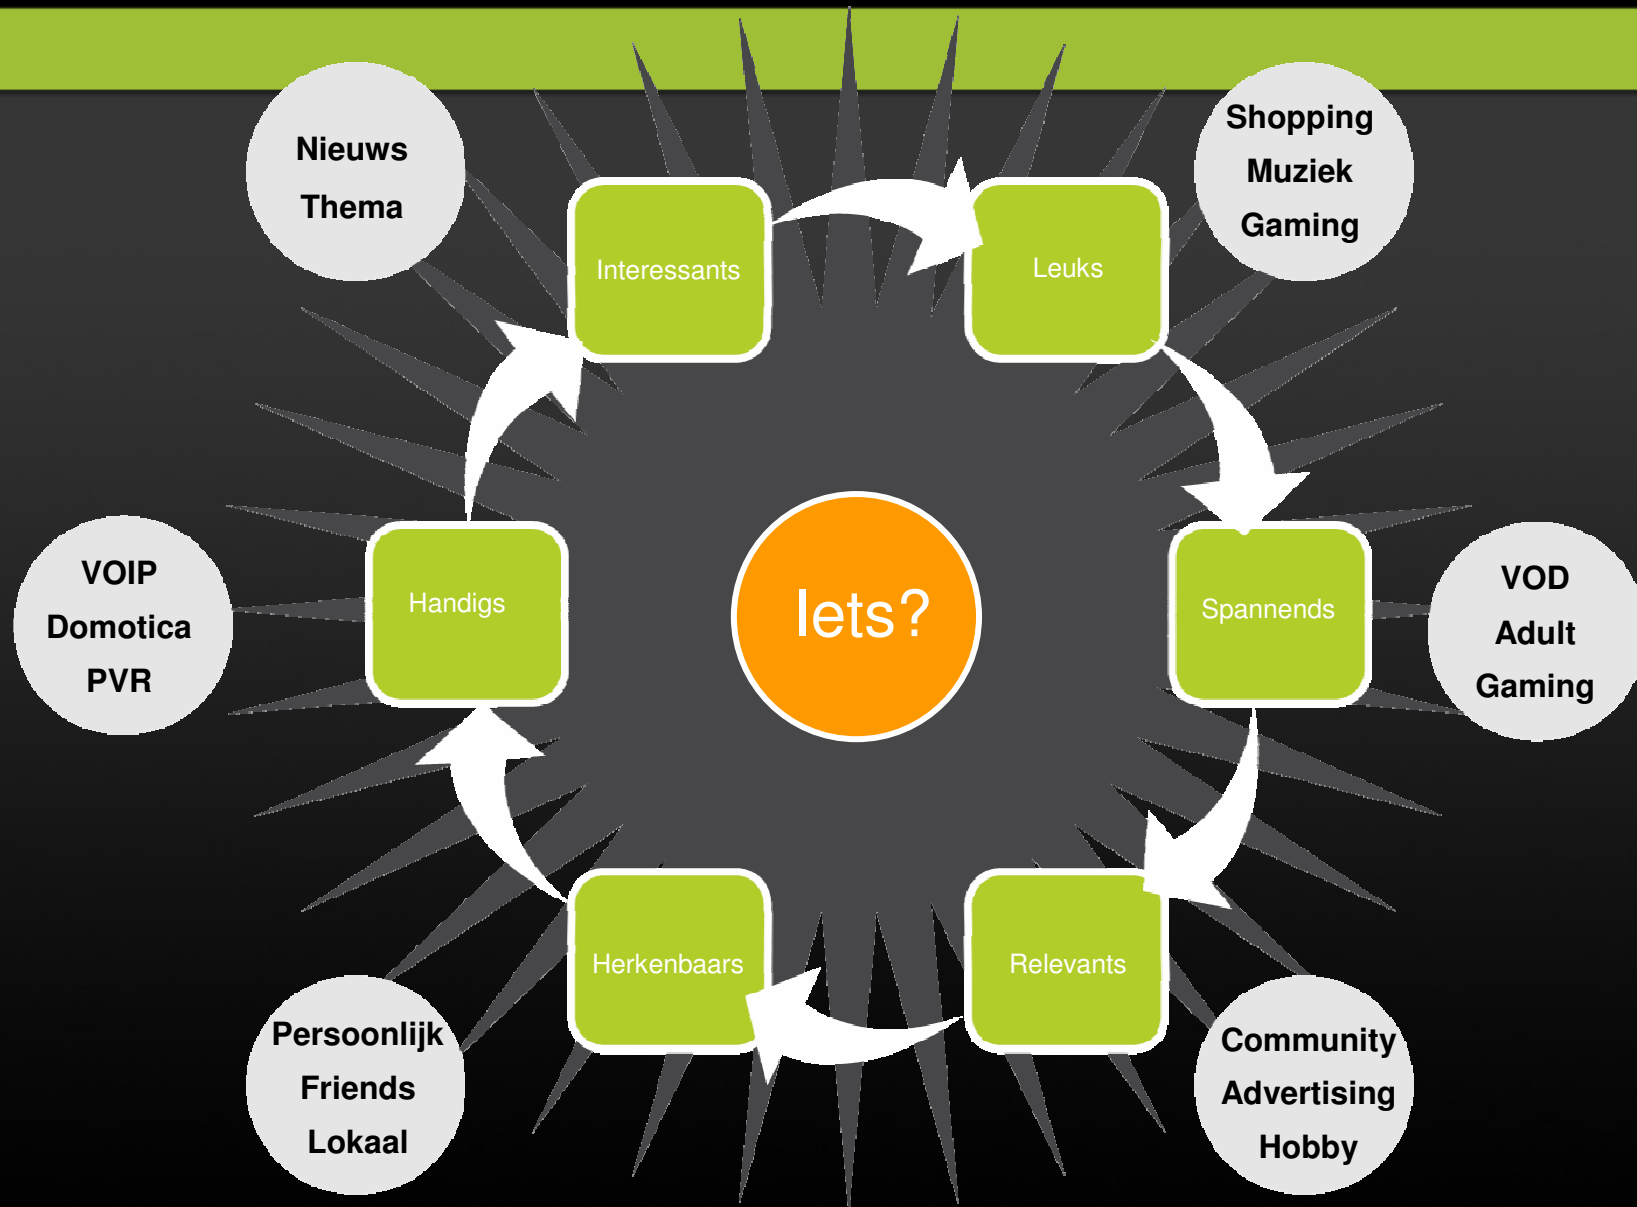 Nieuws
Thema
Shopping
Muziek
Gaming
Interessants
Leuks
VOIP
Domotica
PVR
Handigs
Iets?
Spannends
VOD
Adult
Gaming
Herkenbaars
Relevants
Persoonlijk
Friends
Lokaal
Community
Advertising
Hobby